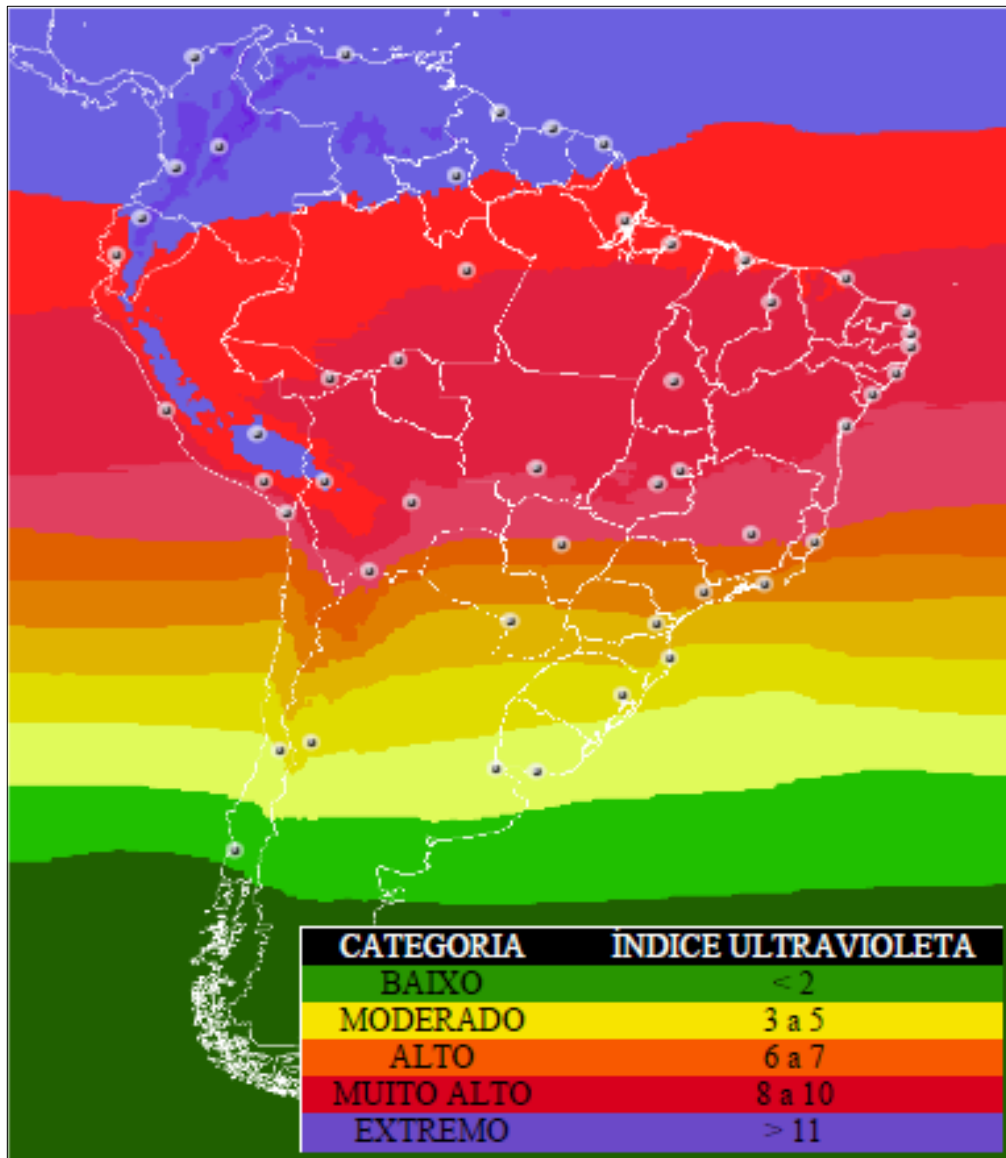 CATEGORIA ÍNDICE ULTRAVIOLETA
BAIXO < 2
MODERADO 3 a 5
ALTO 6 a 7
MUITO ALTO 8 a 10
EXTREMO > 11